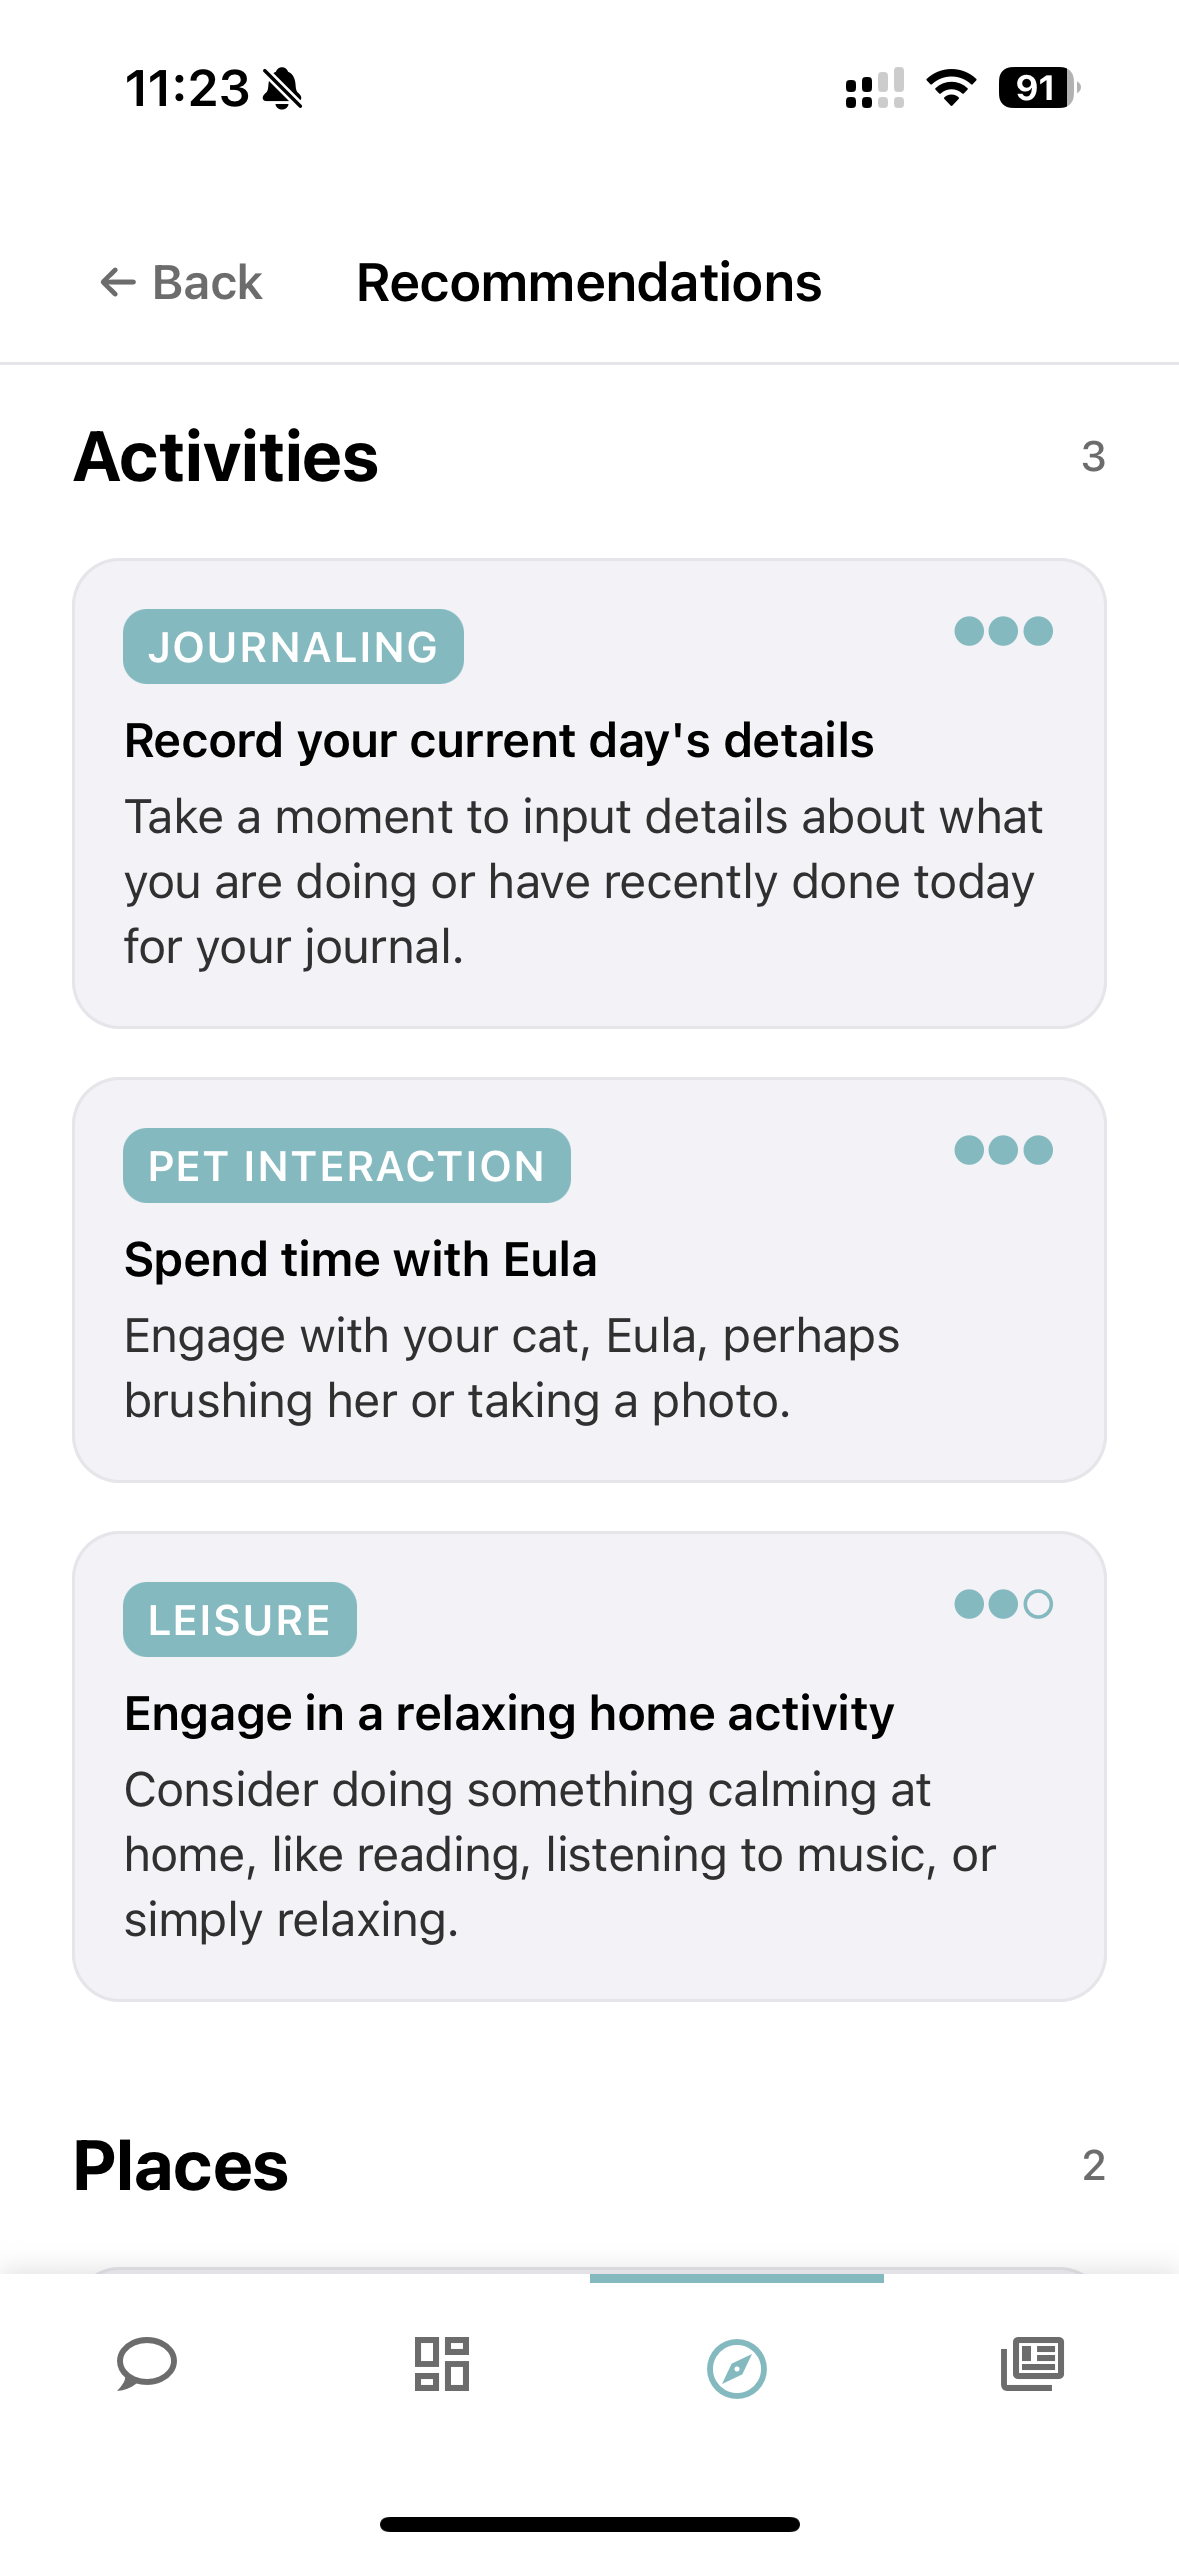 11:23
91
← Back
Recommendations
Activities
3
JOURNALING
Record your current day's details
Take a moment to input details about what
you are doing or have recently done today
for your journal.
PET INTERACTION
Spend time with Eula
Engage with your cat, Eula, perhaps
brushing her or taking a photo.
LEISURE
Engage in a relaxing home activity
Consider doing something calming at
home, like reading, listening to music, or
simply relaxing.
Places
2